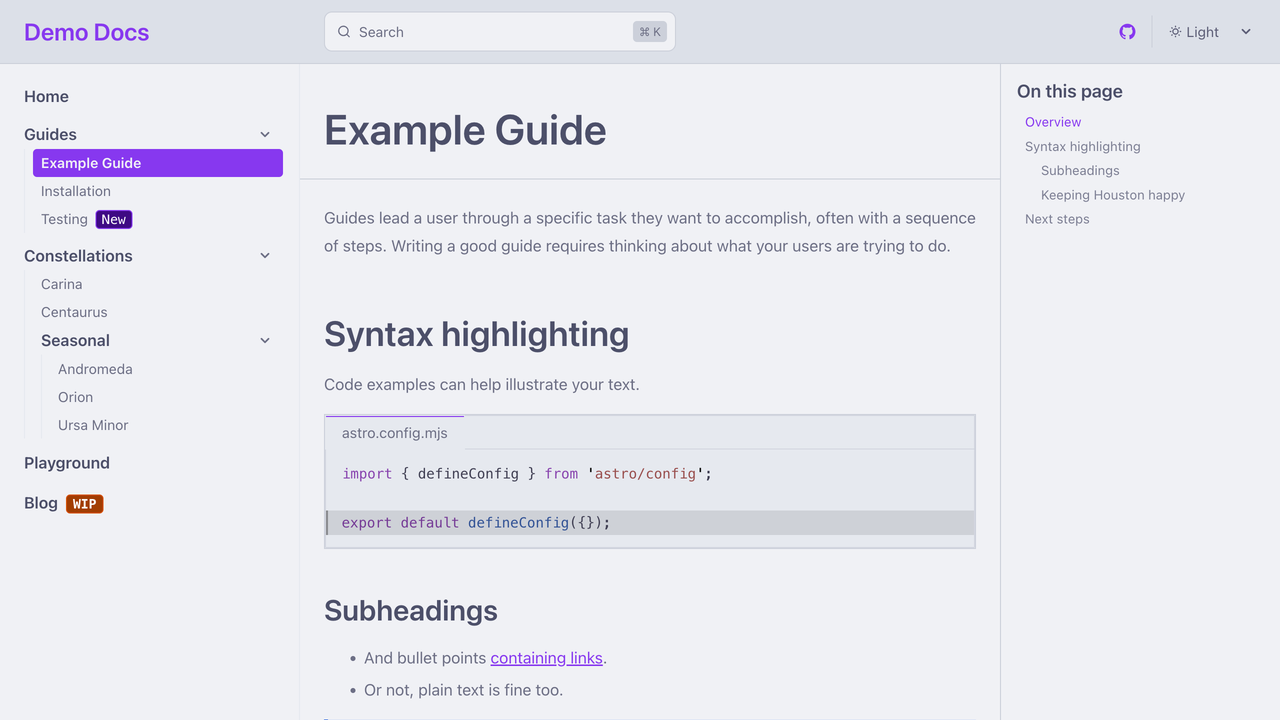 Demo Docs
Search
⌘ K
Light
Home
Guides
Example Guide
Installation
Testing New
Constellations
Carina
Centaurus
Seasonal
Andromeda
Orion
Ursa Minor
Playground
Blog WIP
Example Guide
Guides lead a user through a specific task they want to accomplish, often with a sequence
of steps. Writing a good guide requires thinking about what your users are trying to do.
Syntax highlighting
Code examples can help illustrate your text.
astro.config.mjs
import { defineConfig } from 'astro/config';
export default defineConfig({});
Subheadings
• And bullet points containing links.
• Or not, plain text is fine too.
On this page
Overview
Syntax highlighting
Subheadings
Keeping Houston happy
Next steps